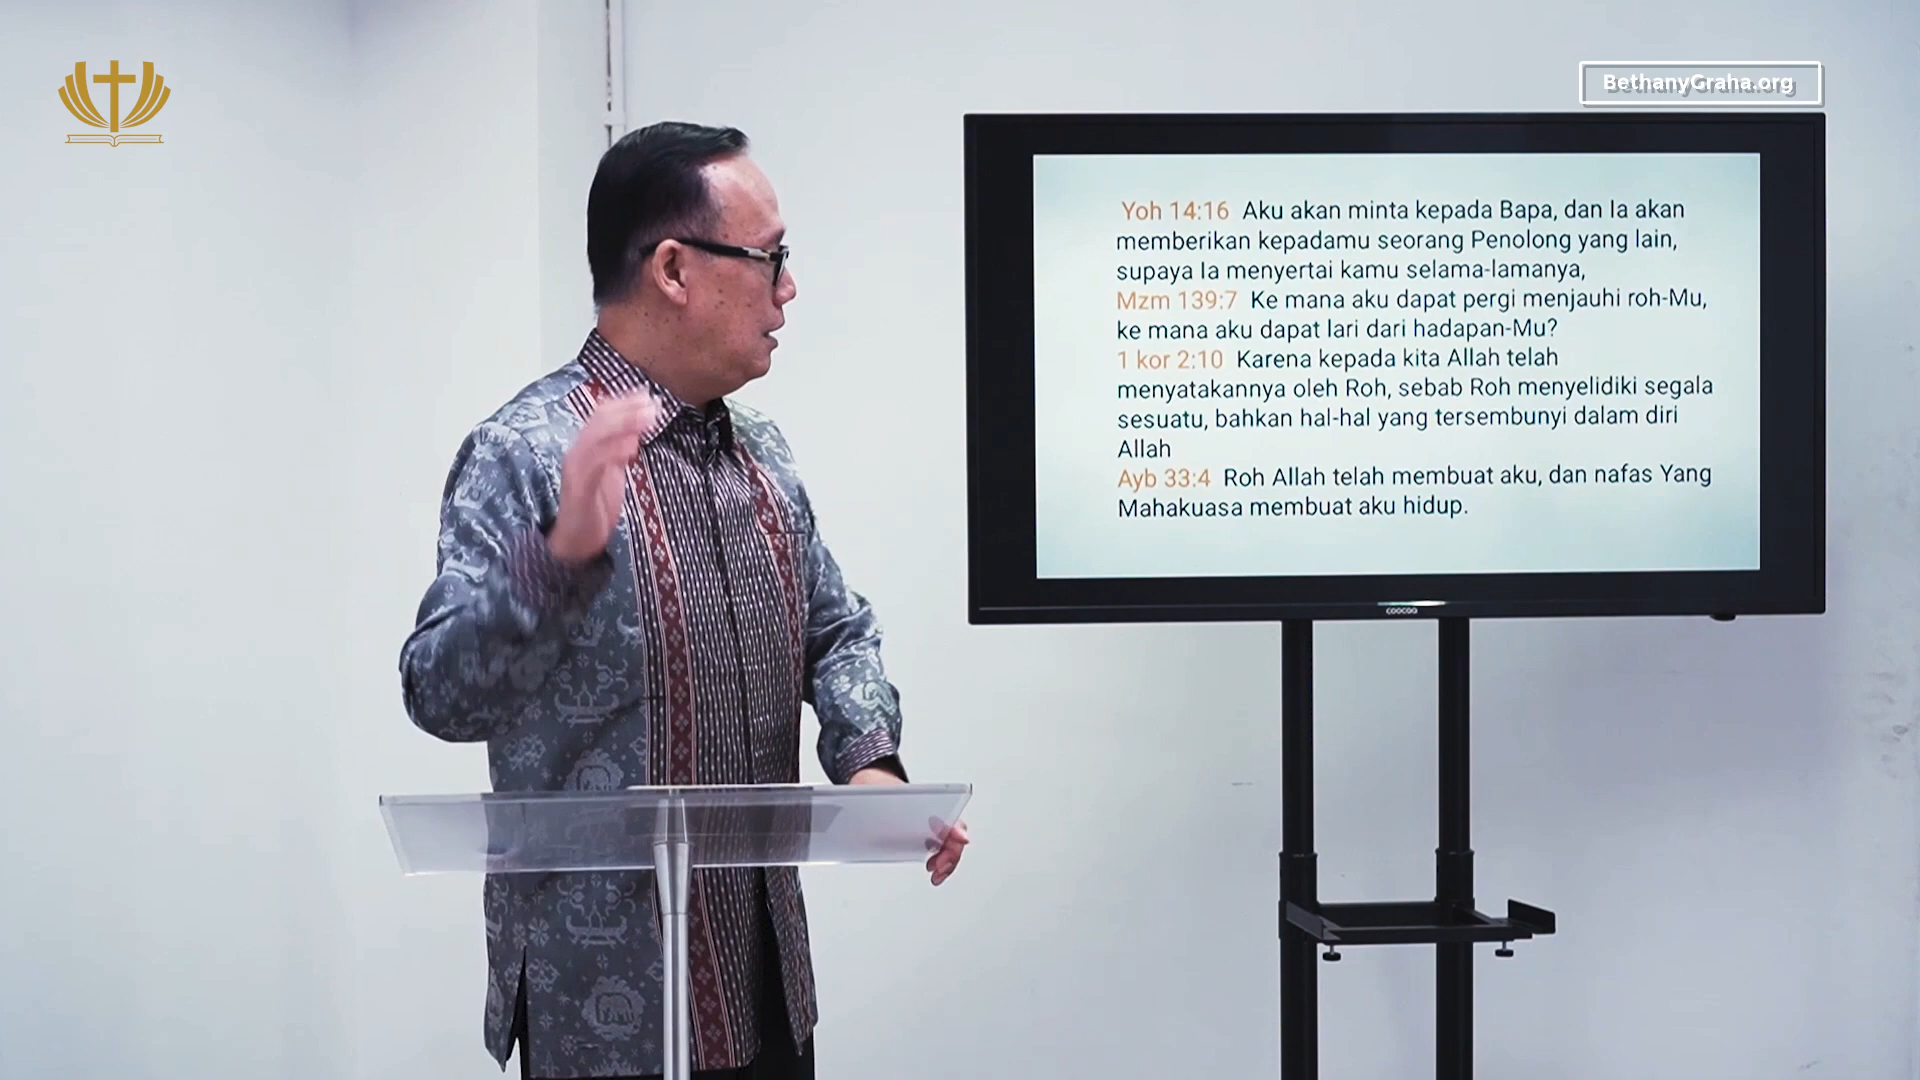 BethanyGraha.org
Yoh 14:16 Aku akan minta kepada Bapa, dan Ia akan
memberikan kepadamu seorang Penolong yang lain,
supaya Ia menyertai kamu selama-lamanya,
Mzm 139:7 Ke mana aku dapat pergi menjauhi roh-Mu,
ke mana aku dapat lari dari hadapan-Mu?
1 kor 2:10 Karena kepada kita Allah telah
menyatakannya oleh Roh, sebab Roh menyelidiki segala
sesuatu, bahkan hal-hal yang tersembunyi dalam diri
Allah
Ayb 33:4 Roh Allah telah membuat aku, dan nafas Yang
Mahakuasa membuat aku hidup.
coocaa